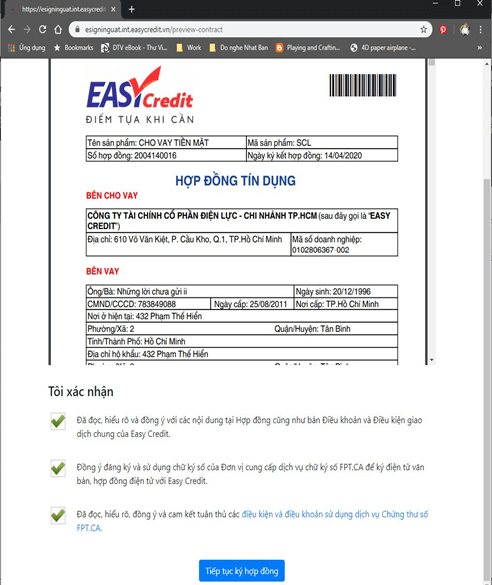 https://esigninguat.int.easycredit
esigninguat.int.easycredit.vn/preview-contract
Ứng dụng Bookmarks DTV eBook - Thư Vi... Book Do nghe Nhat Ban Playing and Craftin... 4D paper airplane -...
EASY Credit
ĐIỂM TỰA KHI CẦN
Tên sản phẩm: CHO VAY TIỀN MẶT Mã sản phẩm: SCL
Số hợp đồng: 2004140016 Ngày ký kết hợp đồng: 14/04/2020
HỢP ĐỒNG TÍN DỤNG
BÊN CHO VAY
CÔNG TY TÀI CHÍNH CỔ PHẦN ĐIỆN LỰC - CHI NHÁNH TP.HCM (sau đây gọi là "EASY
CREDIT")
Địa chỉ: 610 Võ Văn Kiệt, P. Cầu Kho, Q.1, TP.Hồ Chí Minh Mã số doanh nghiệp:
0102806367-002
BÊN VAY
Ông/Bà: Những lời chưa gửi ii Ngày sinh: 20/12/1996
CMND/CCCD: 783849088 Ngày cấp: 25/08/2011 Nơi cấp: TP.Hồ Chí Minh
Nơi ở hiện tại: 432 Phạm Thế Hiển
Phường/Xã: 2 Quận/Huyện: Tân Bình
Tỉnh/Thành Phố: Hồ Chí Minh
Địa chỉ hộ khẩu: 432 Phạm Thế Hiển
Tôi xác nhận
Đã đọc, hiểu rõ và đồng ý với các nội dung tại Hợp đồng cũng như bản Điều khoản và Điều kiện giao
dịch chung của Easy Credit.
Đồng ý đăng ký và sử dụng chữ ký số của Đơn vị cung cấp dịch vụ chữ ký số FPT.CA để ký điện tử văn
bản, hợp đồng điện tử với Easy Credit.
Đã đọc, hiểu rõ, đồng ý và cam kết tuân thủ các điều kiện và điều khoản sử dụng dịch vụ Chứng thư số
FPT.CA.
Tiếp tục ký hợp đồng